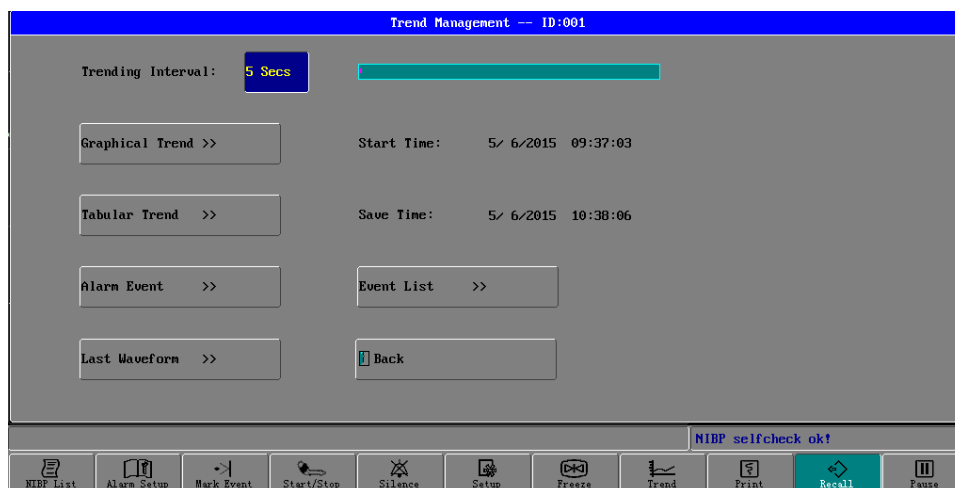 Trend Management -- ID:001
Trending Interval: 5 Secs
Graphical Trend >> Start Time: 5/ 6/2015 09:37:03
Tabular Trend >> Save Time: 5/ 6/2015 10:38:06
Alarm Event >> Event List >>
Last Waveform >> Back
NIBP selfcheck ok!
NIBP List Alarm Setup Mark Event Start/Stop Silence Setup Freeze Trend Print Recall Pause